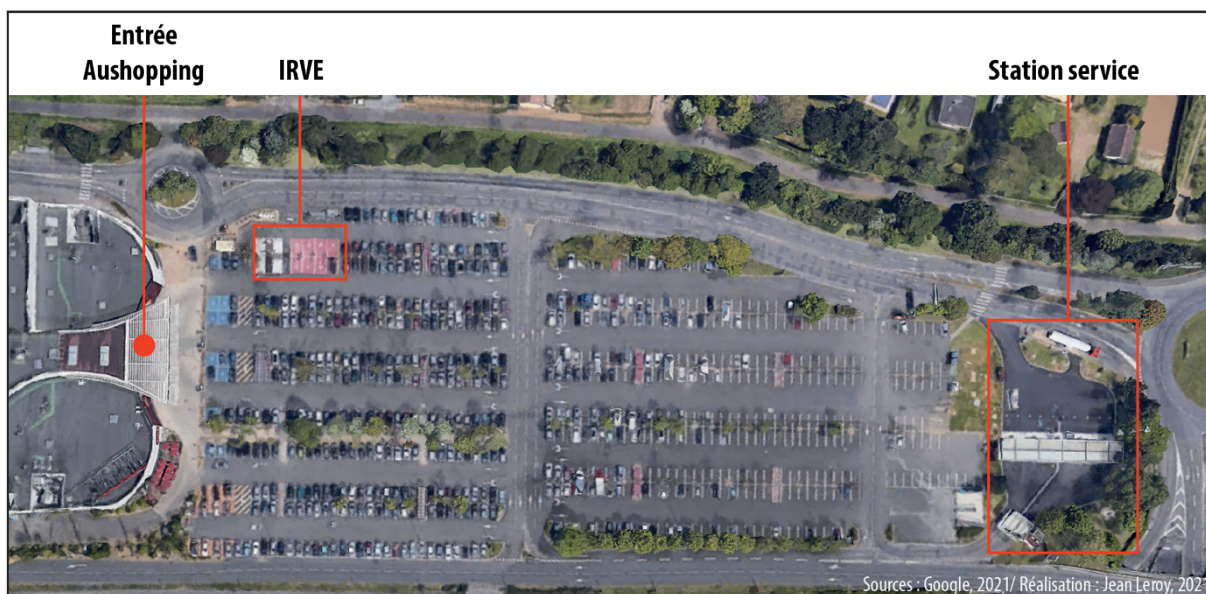 Entrée
Aushopping
IRVE
Station service
Sources : Google, 2021/ Réalisation : Jean Leroy, 202